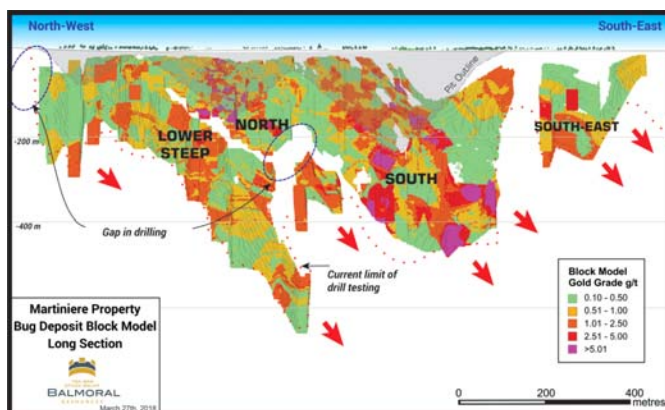 North-West
South-East
Pit Outline
LOWER
STEEP
NORTH
SOUTH
SOUTH-EAST
-200 m
-400 m
Gap in drilling
Current limit of
drill testing
Block Model
Gold Grade g/t
0.10 - 0.50
0.51 - 1.00
1.01 - 2.50
2.51 - 5.00
>5.01
Martiniere Property
Bug Deposit Block Model
Long Section
BALMORAL
RESOURCES
March 27th, 2018
0 200 400
metres